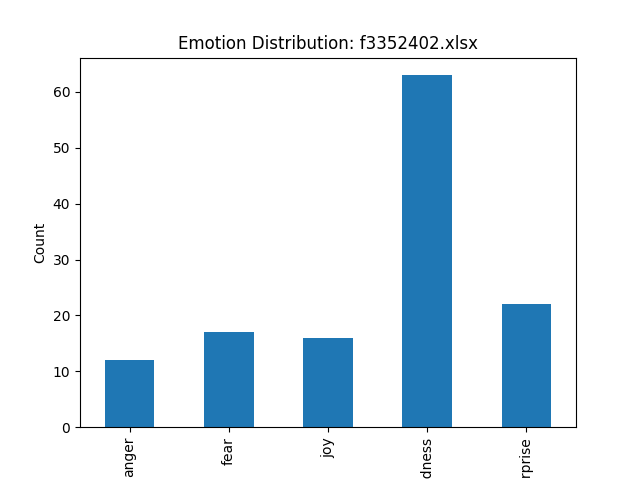 Emotion Distribution: f3352402.xlsx
Count
60
50
40
30
20
10
0
anger
fear
joy
dness
rprise